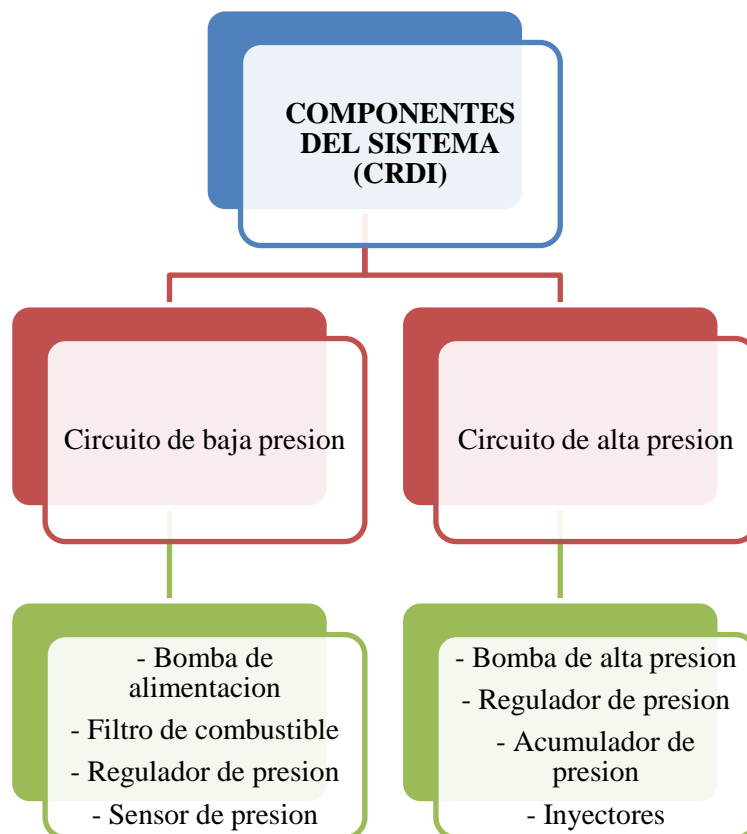 COMPONENTES
DEL SISTEMA
(CRDI)
Circuito de baja presion
Circuito de alta presion
- Bomba de
alimentacion
- Filtro de combustible
- Regulador de presion
- Sensor de presion
- Bomba de alta presion
- Regulador de presion
- Acumulador de
presion
- Inyectores